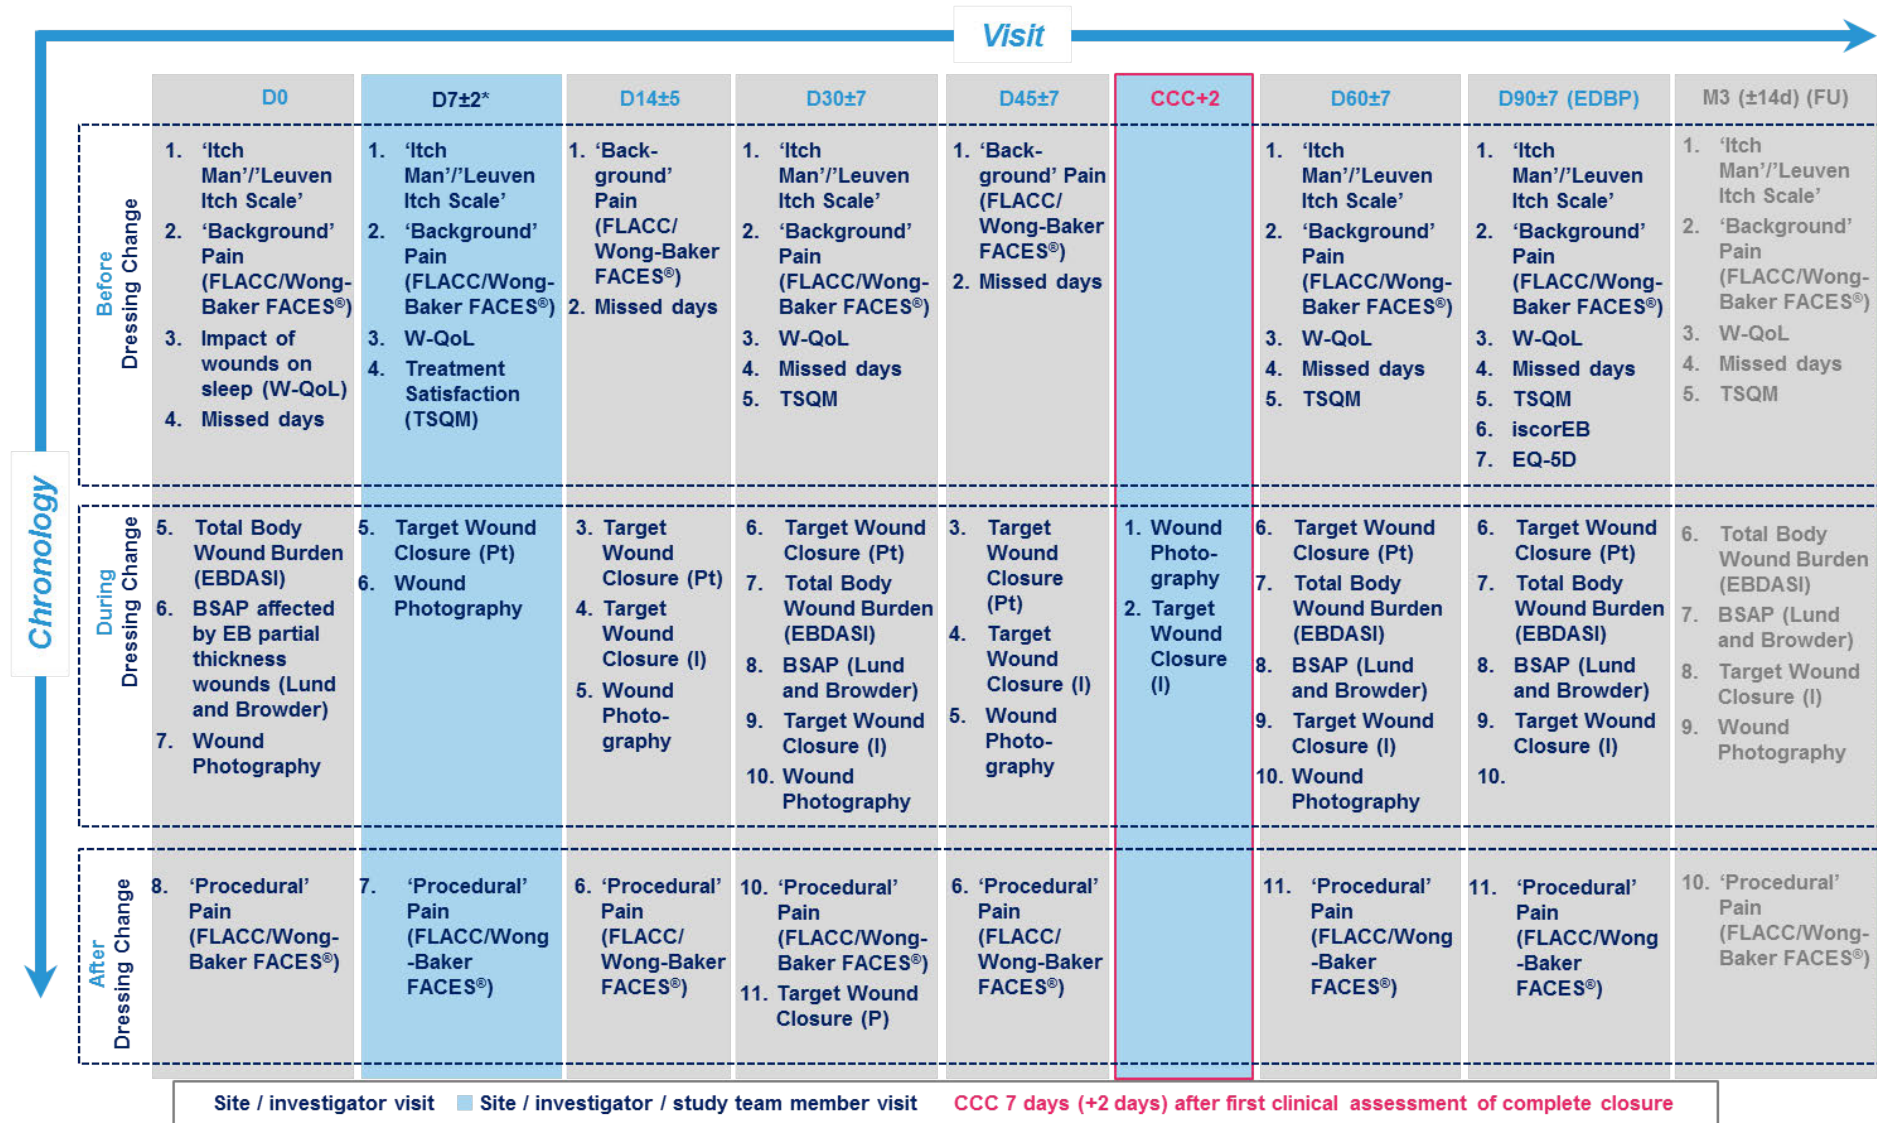 Visit
Chronology
D0
D7±2*
D14±5
D30±7
D45±7
CCC+2
D60±7
D90±7 (EDBP)
M3 (±14d) (FU)
Before
Dressing Change
1. ‘Itch
Man’/’Leuven
Itch Scale’
2. ‘Background’
Pain
(FLACC/Wong-
Baker FACES®)
3. Impact of
wounds on
sleep (W-QoL)
4. Missed days
1. ‘Itch
Man’/’Leuven
Itch Scale’
2. ‘Background’
Pain
(FLACC/Wong-
Baker FACES®)
3. W-QoL
4. Treatment
Satisfaction
(TSQM)
1. ‘Back-
ground’
Pain
(FLACC/
Wong-Baker
FACES®)
2. Missed days
1. ‘Itch
Man’/’Leuven
Itch Scale’
2. ‘Background’
Pain
(FLACC/Wong-
Baker FACES®)
3. W-QoL
4. Missed days
5. TSQM
1. ‘Back-
ground’ Pain
(FLACC/
Wong-Baker
FACES®)
2. Missed days
1. ‘Itch
Man’/’Leuven
Itch Scale’
2. ‘Background’
Pain
(FLACC/Wong-
Baker FACES®)
3. W-QoL
4. Missed days
5. TSQM
1. ‘Itch
Man’/’Leuven
Itch Scale’
2. ‘Background’
Pain
(FLACC/Wong-
Baker FACES®)
3. W-QoL
4. Missed days
5. TSQM
6. iscorEB
7. EQ-5D
1. ‘Itch
Man’/’Leuven
Itch Scale’
2. ‘Background’
Pain
(FLACC/Wong-
Baker FACES®)
3. W-QoL
4. Missed days
5. TSQM
During
Dressing Change
5. Total Body
Wound Burden
(EBDASI)
6. BSAP affected
by EB partial
thickness
wounds (Lund
and Browder)
7. Wound
Photography
5. Target Wound
Closure (Pt)
6. Wound
Photography
3. Target
Wound
Closure (Pt)
4. Target
Wound
Closure (I)
5. Wound
Photo-
graphy
6. Target Wound
Closure (Pt)
7. Total Body
Wound Burden
(EBDASI)
8. BSAP (Lund
and Browder)
9. Target Wound
Closure (I)
10. Wound
Photography
3. Target
Wound
Closure
(Pt)
4. Target
Wound
Closure (I)
5. Wound
Photo-
graphy
1. Wound
Photo-
graphy
2. Target
Wound
Closure
(I)
6. Target Wound
Closure (Pt)
7. Total Body
Wound Burden
(EBDASI)
8. BSAP (Lund
and Browder)
9. Target Wound
Closure (I)
10. Wound
Photography
6. Target Wound
Closure (Pt)
7. Total Body
Wound Burden
(EBDASI)
8. BSAP (Lund
and Browder)
9. Target Wound
Closure (I)
10.
6. Total Body
Wound Burden
(EBDASI)
7. BSAP (Lund
and Browder)
8. Target Wound
Closure (I)
9. Wound
Photography
After
Dressing Change
8. ‘Procedural’
Pain
(FLACC/Wong-
Baker FACES®)
7. ‘Procedural’
Pain
(FLACC/Wong
-Baker
FACES®)
6. ‘Procedural’
Pain
(FLACC/
Wong-Baker
FACES®)
10. ‘Procedural’
Pain
(FLACC/Wong-
Baker FACES®)
11. Target Wound
Closure (P)
6. ‘Procedural’
Pain
(FLACC/
Wong-Baker
FACES®)
11. ‘Procedural’
Pain
(FLACC/Wong
-Baker
FACES®)
11. ‘Procedural’
Pain
(FLACC/Wong
-Baker
FACES®)
10. ‘Procedural’
Pain
(FLACC/Wong-
Baker FACES®)
Site / investigator visit Site / investigator / study team member visit CCC 7 days (+2 days) after first clinical assessment of complete closure